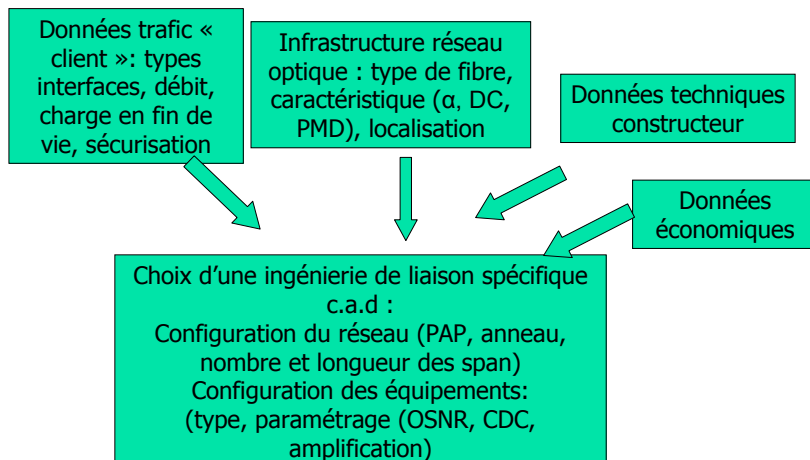 Données trafic «
client »: types
interfaces, débit,
charge en fin de
vie, sécurisation
Infrastructure réseau
optique : type de fibre,
caractéristique (α, DC,
PMD), localisation
Données techniques
constructeur
Données
économiques
Choix d’une ingénierie de liaison spécifique
c.a.d :
Configuration du réseau (PAP, anneau,
nombre et longueur des span)
Configuration des équipements:
(type, paramétrage (OSNR, CDC,
amplification)